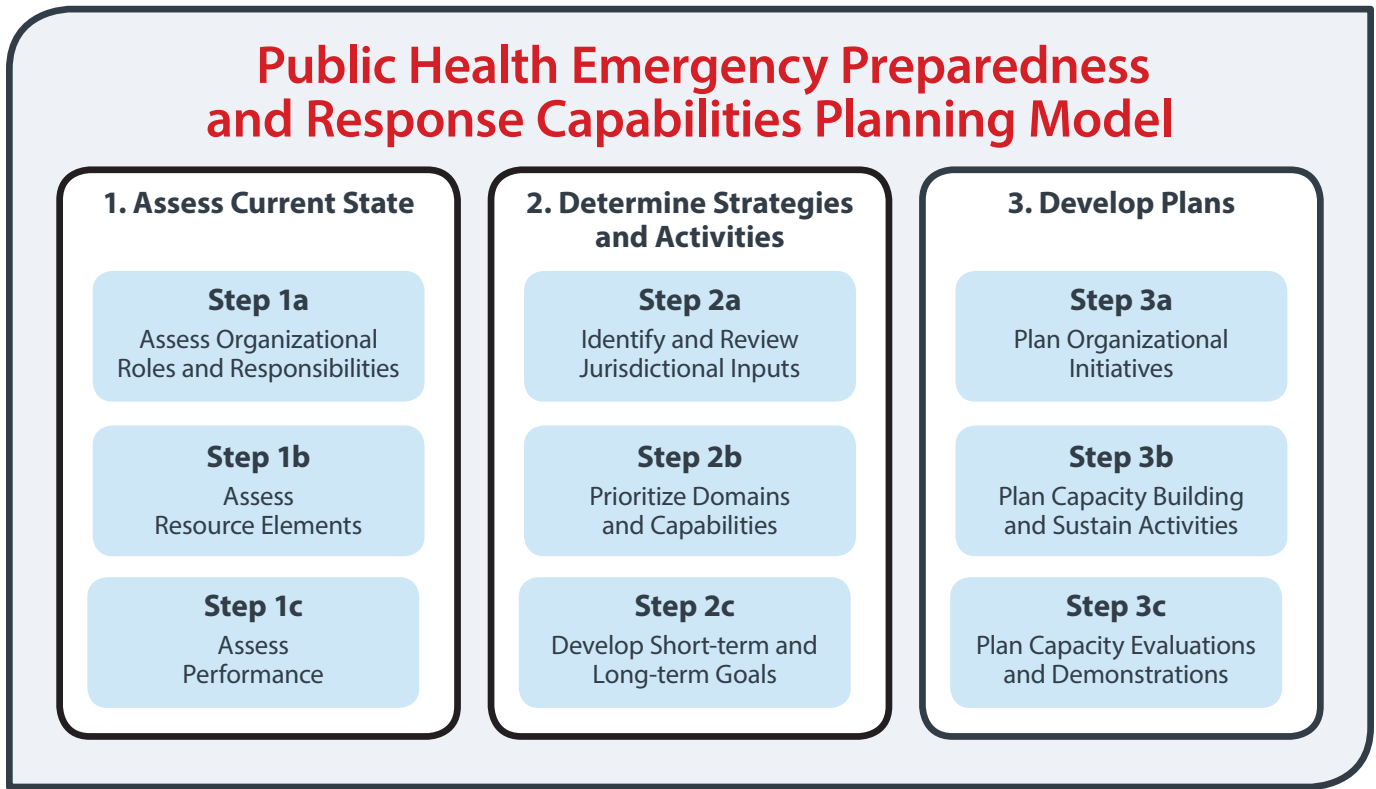 Public Health Emergency Preparedness
and Response Capabilities Planning Model
1. Assess Current State
Step 1a
Assess Organizational
Roles and Responsibilities
Step 1b
Assess
Resource Elements
Step 1c
Assess
Performance
2. Determine Strategies
and Activities
Step 2a
Identify and Review
Jurisdictional Inputs
Step 2b
Prioritize Domains
and Capabilities
Step 2c
Develop Short-term and
Long-term Goals
3. Develop Plans
Step 3a
Plan Organizational
Initiatives
Step 3b
Plan Capacity Building
and Sustain Activities
Step 3c
Plan Capacity Evaluations
and Demonstrations